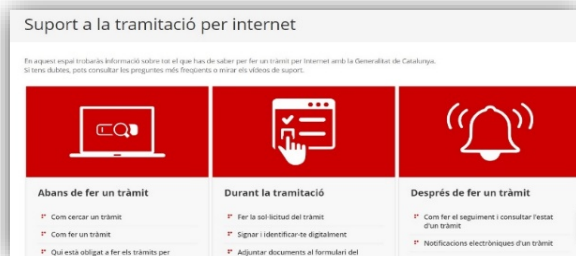 Suport a la tramitació per internet
En aquest espai trobaràs informació sobre tot el que has de saber per fer un tràmit per Internet amb la Generalitat de Catalunya.
Si tens dubtes, pots consultar les preguntes més freqüents o mirar els vídeos de suport.
Abans de fer un tràmit
Com cercar un tràmit
Com fer un tràmit
Qui està obligat a fer els tràmits per
Durant la tramitació
Fer la sol·licitud del tràmit
Signar i identificar-te digitalment
Adjuntar documents al formulari del
Després de fer un tràmit
Com fer el seguiment i consultar l'estat
d'un tràmit
Notificacions electròniques d'un tràmit